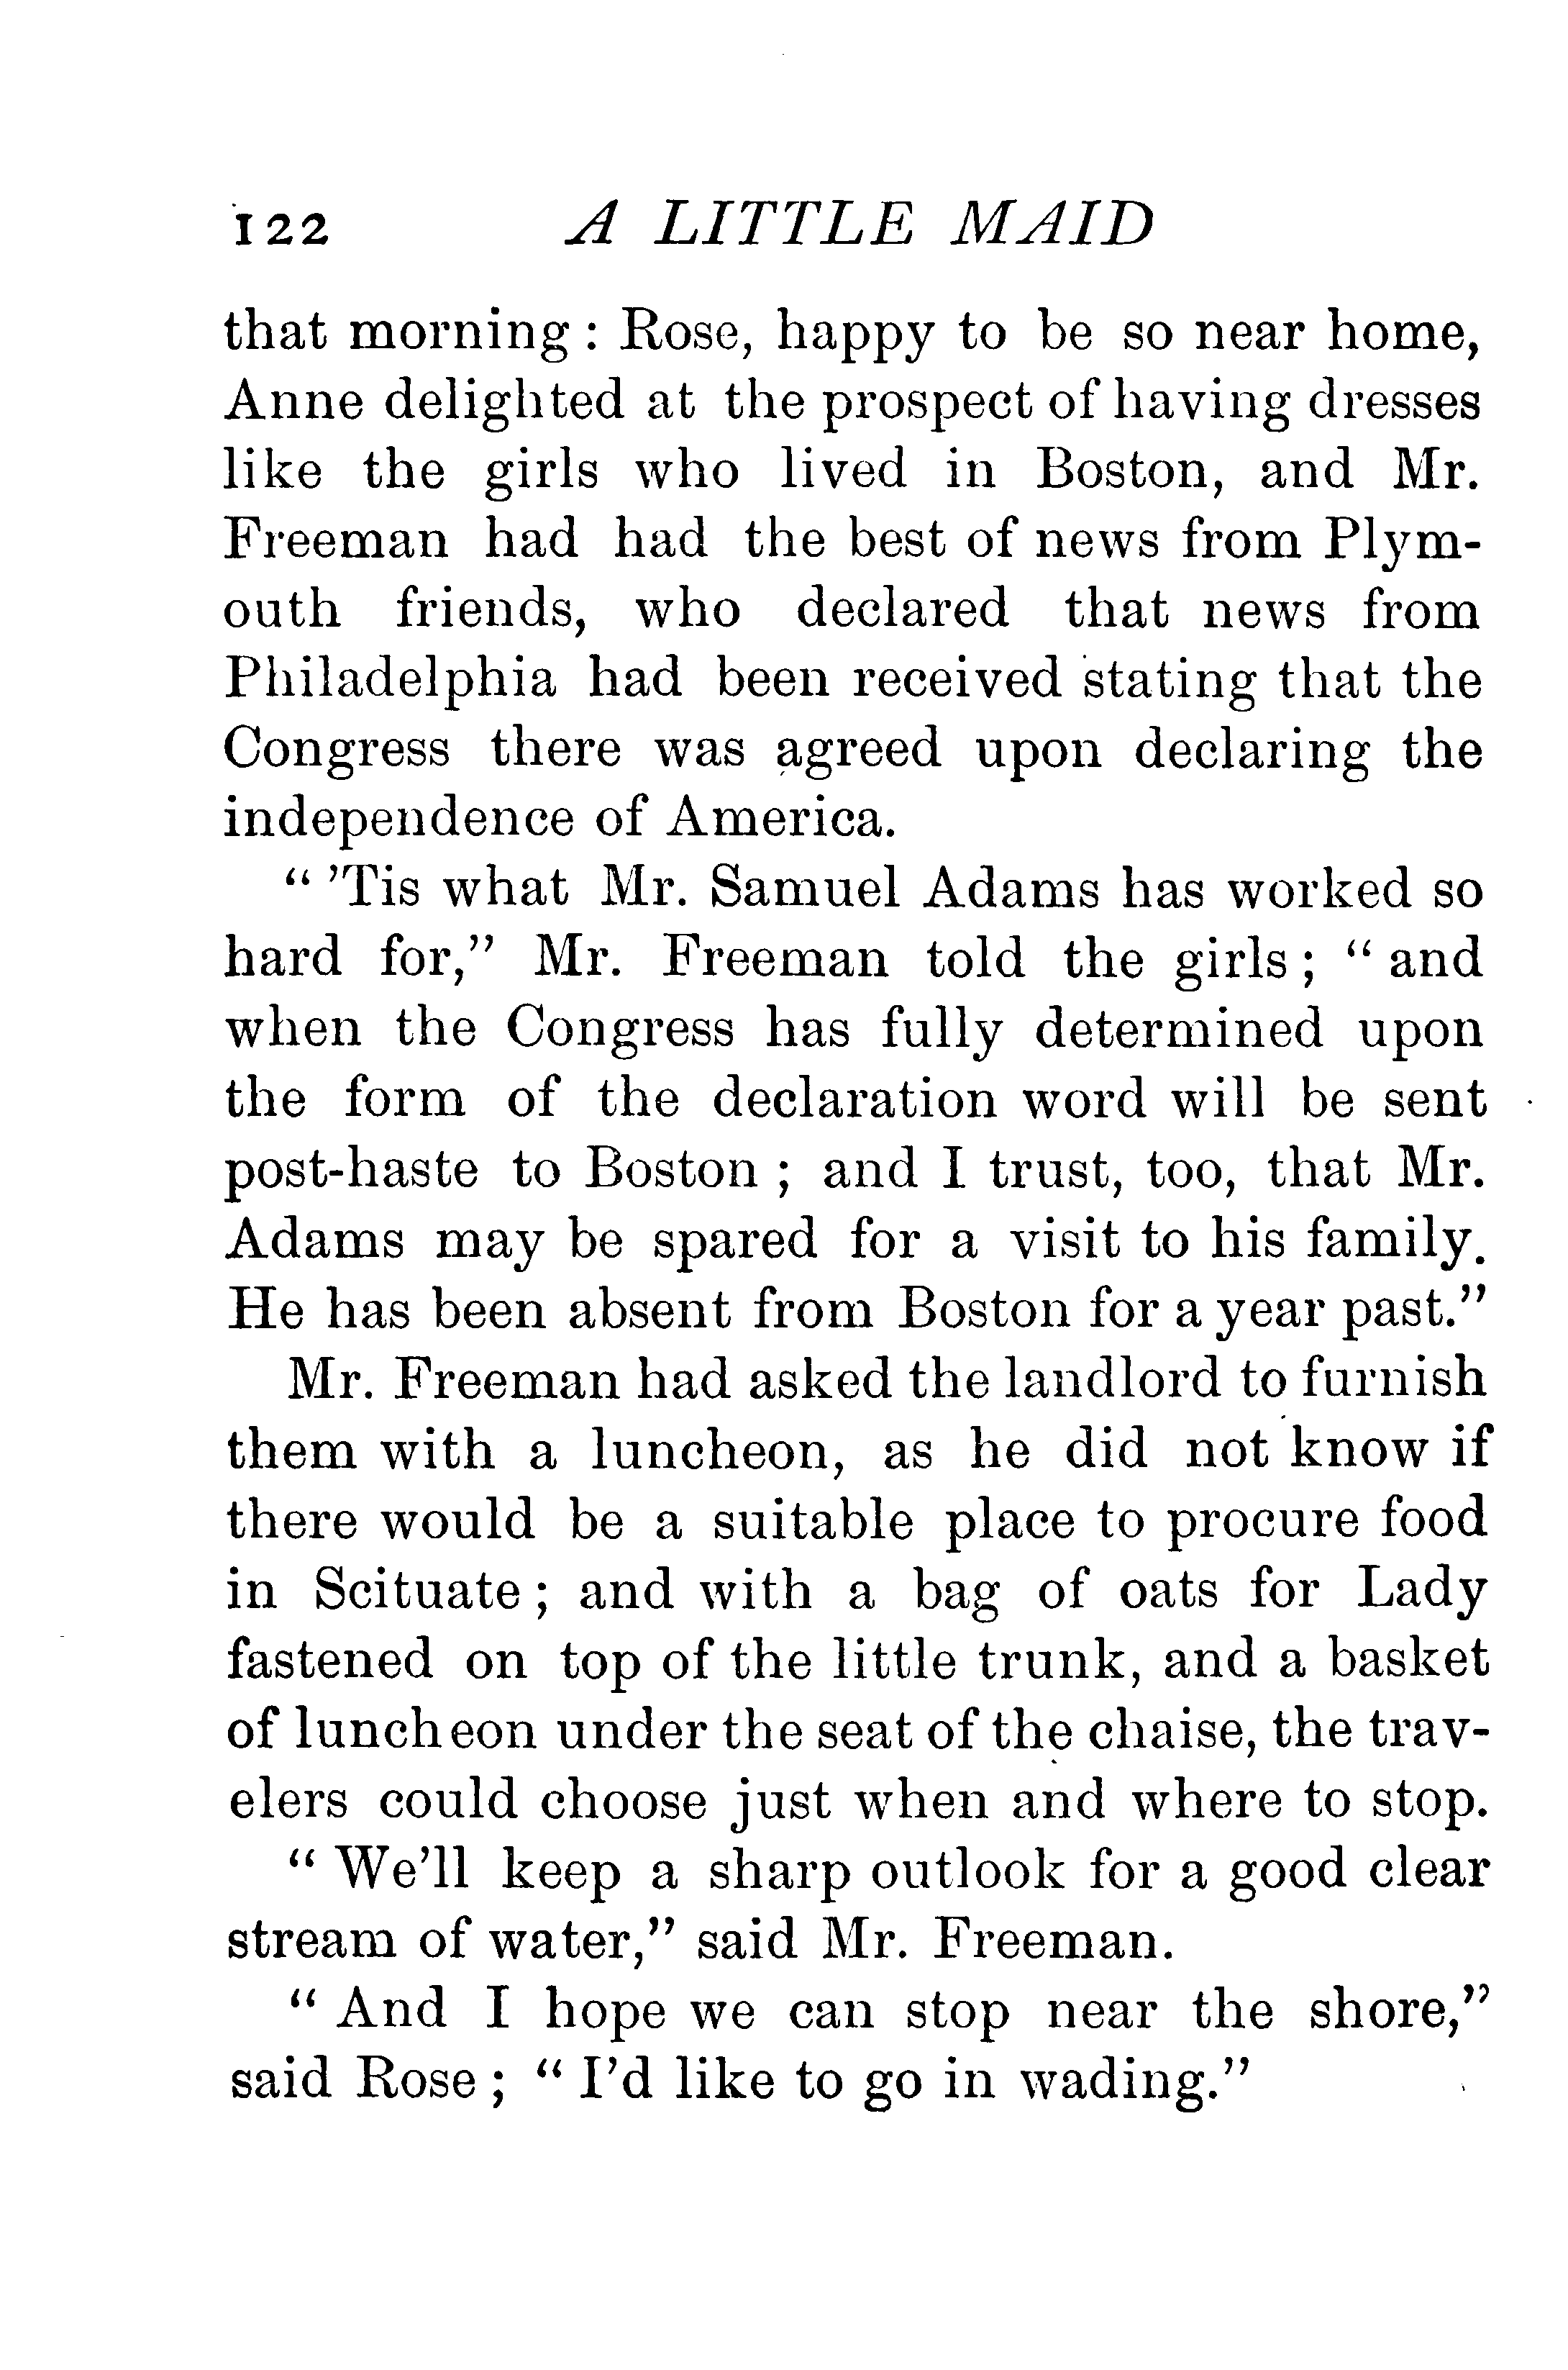 122 A LITTLE MAID
that morning : Rose, happy to be so near home,
Anne delighted at the prospect of having dresses
like the girls who lived in Boston, and Mr.
Freeman had had the best of news from Plym-
outh friends, who declared that news from
Philadelphia had been received stating that the
Congress there was agreed upon declaring the
independence of America.
“ ’Tis what Mr. Samuel Adams has worked so
hard for,” Mr. Freeman told the girls ; “ and
when the Congress has fully determined upon
the form of the declaration word will be sent
post-haste to Boston ; and I trust, too, that Mr.
Adams may be spared for a visit to his family.
He has been absent from Boston for a year past.”
Mr. Freeman had asked the landlord to furnish
them with a luncheon, as he did not know if
there would be a suitable place to procure food
in Scituate ; and with a bag of oats for Lady
fastened on top of the little trunk, and a basket
of luncheon under the seat of the chaise, the trav-
elers could choose just when and where to stop.
“ We’ll keep a sharp outlook for a good clear
stream of water,” said Mr. Freeman.
“ And I hope we can stop near the shore,”
said Rose ; “ I’d like to go in wading.”